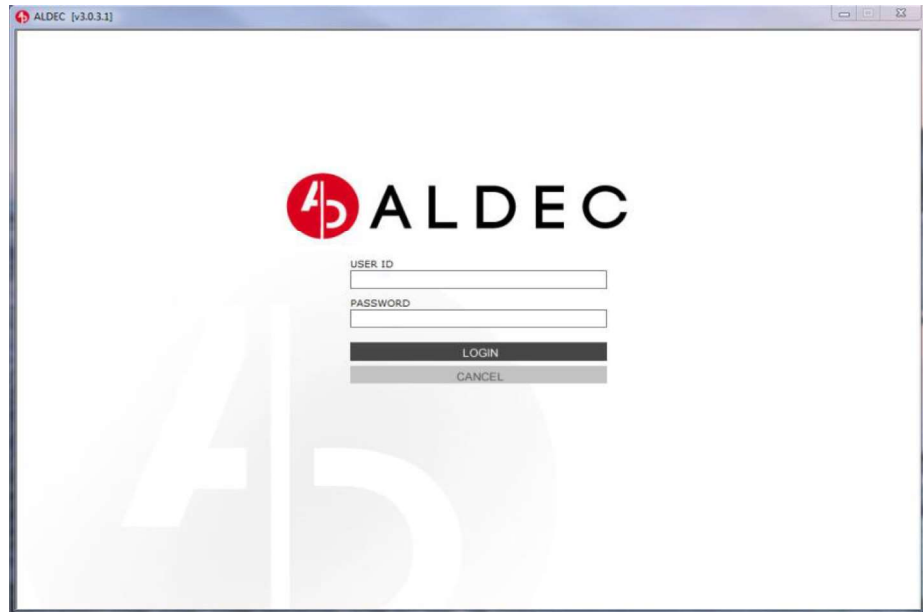 ALDEC [v3.0.3.1]
ALDEC
USER ID
PASSWORD
LOGIN
CANCEL